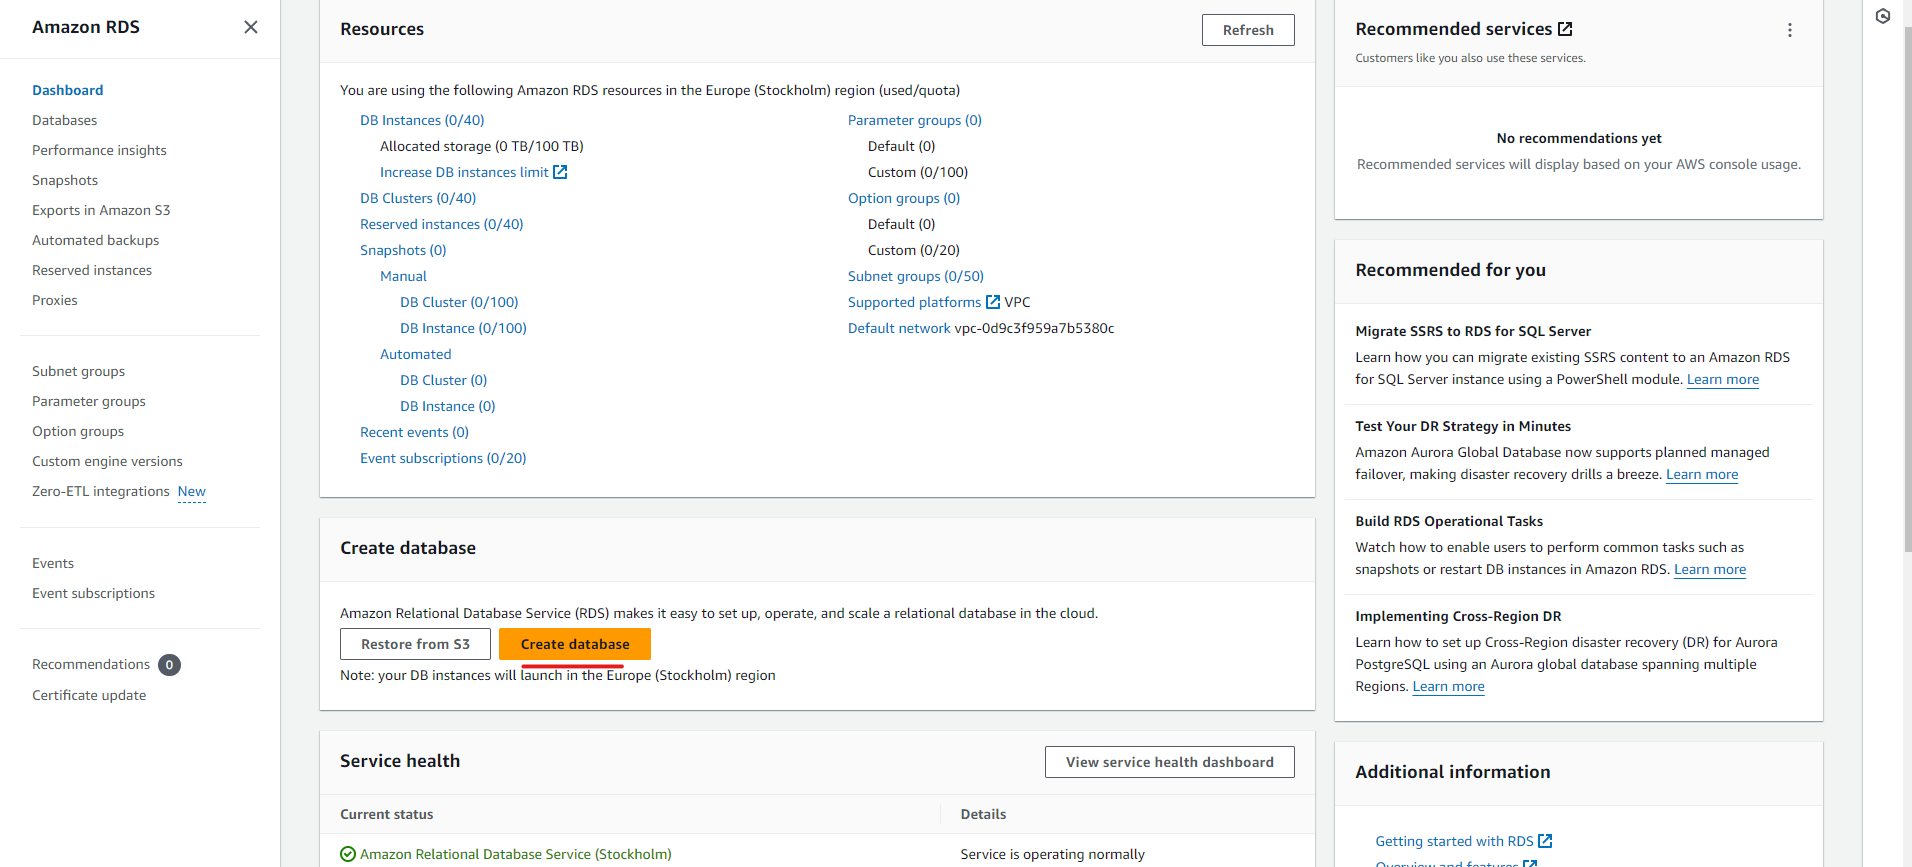 Amazon RDS
Dashboard
Databases
Performance insights
Snapshots
Exports in Amazon S3
Automated backups
Reserved instances
Proxies
Subnet groups
Parameter groups
Option groups
Custom engine versions
Zero-ETL integrations New
Events
Event subscriptions
Recommendations 0
Certificate update
Resources
Refresh
You are using the following Amazon RDS resources in the Europe (Stockholm) region (used/quota)
DB Instances (0/40)
Allocated storage (0 TB/100 TB)
Increase DB instances limit
DB Clusters (0/40)
Reserved instances (0/40)
Snapshots (0)
Manual
DB Cluster (0/100)
DB Instance (0/100)
Automated
DB Cluster (0)
DB Instance (0)
Recent events (0)
Event subscriptions (0/20)
Parameter groups (0)
Default (0)
Custom (0/100)
Option groups (0)
Default (0)
Custom (0/20)
Subnet groups (0/50)
Supported platforms VPC
Default network vpc-0d9c3f959a7b5380c
Create database
Amazon Relational Database Service (RDS) makes it easy to set up, operate, and scale a relational database in the cloud.
Restore from S3
Create database
Note: your DB instances will launch in the Europe (Stockholm) region
Service health
View service health dashboard
Current status
Details
Amazon Relational Database Service (Stockholm)
Service is operating normally
Recommended services
Customers like you also use these services.
No recommendations yet
Recommended services will display based on your AWS console usage.
Recommended for you
Migrate SSRS to RDS for SQL Server
Learn how you can migrate existing SSRS content to an Amazon RDS
for SQL Server instance using a PowerShell module. Learn more
Test Your DR Strategy in Minutes
Amazon Aurora Global Database now supports planned managed
failover, making disaster recovery drills a breeze. Learn more
Build RDS Operational Tasks
Watch how to enable users to perform common tasks such as
snapshots or restart DB instances in Amazon RDS. Learn more
Implementing Cross-Region DR
Learn how to set up Cross-Region disaster recovery (DR) for Aurora
PostgreSQL using an Aurora global database spanning multiple
Regions. Learn more
Additional information
Getting started with RDS
Overview and features